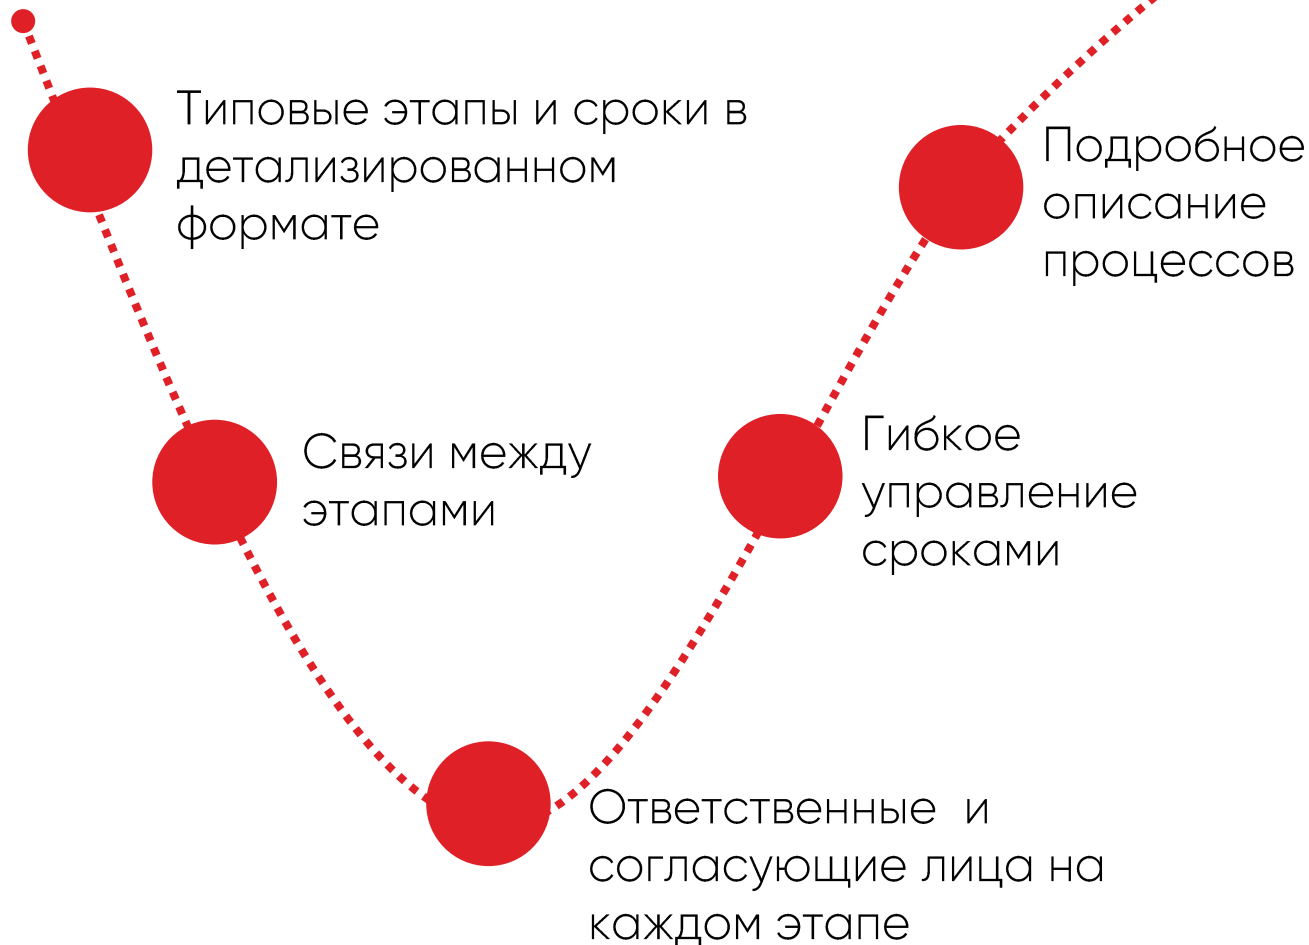 Типовые этапы и сроки в
детализированном
формате
Связи между
этапами
Ответственные и
согласующие лица на
каждом этапе
Гибкое
управление
сроками
Подробное
описание
процессов